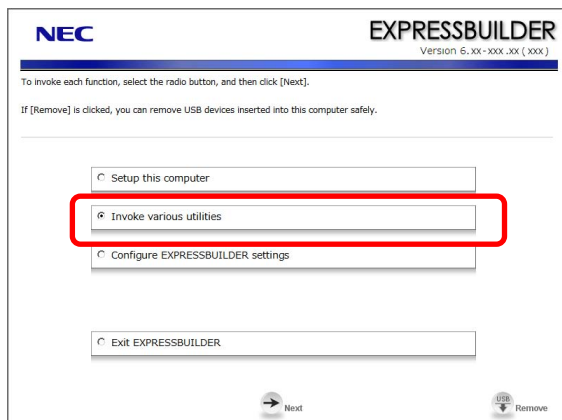 NEC
EXPRESSBUILDER
Version 6.xx-xxx.xx (xxx)
To invoke each function, select the radio button, and then click [Next].
If [Remove] is clicked, you can remove USB devices inserted into this computer safely.
Setup this computer
Invoke various utilities
Configure EXPRESSBUILDER settings
Exit EXPRESSBUILDER
Next
USB
Remove